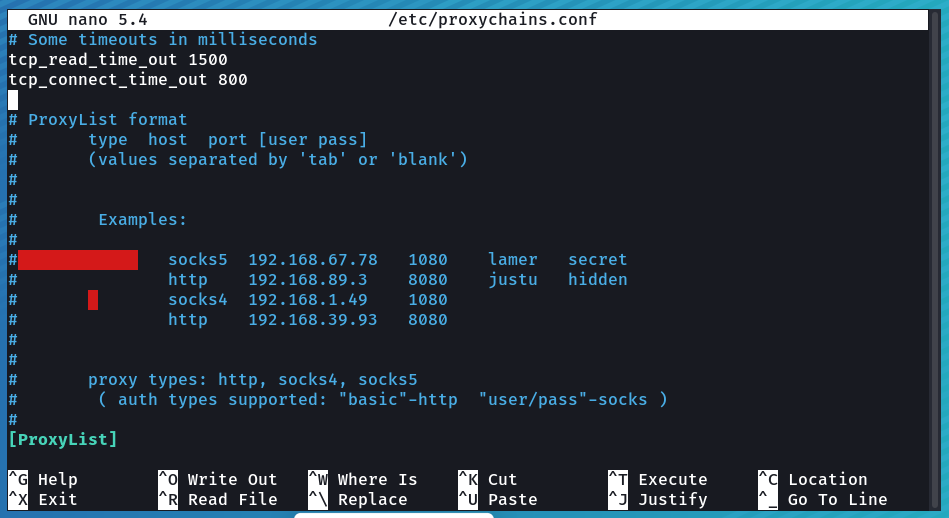 GNU nano 5.4 /etc/proxychains.conf
# Some timeouts in milliseconds
tcp_read_time_out 1500
tcp_connect_time_out 800
# ProxyList format
#       type  host  port [user pass]
#       (values separated by 'tab' or 'blank')
#
#
#        Examples:
#
#               socks5  192.168.67.78   1080    lamer   secret
#               http    192.168.89.3    8080    justu   hidden
#               socks4  192.168.1.49    1080
#               http    192.168.39.93   8080
#
#
#       proxy types: http, socks4, socks5
#        ( auth types supported: "basic"-http  "user/pass"-socks )
#
[ProxyList]
^G Help ^O Write Out ^W Where Is ^K Cut ^T Execute ^C Location
^X Exit ^R Read File ^\ Replace ^U Paste ^J Justify ^_ Go To Line